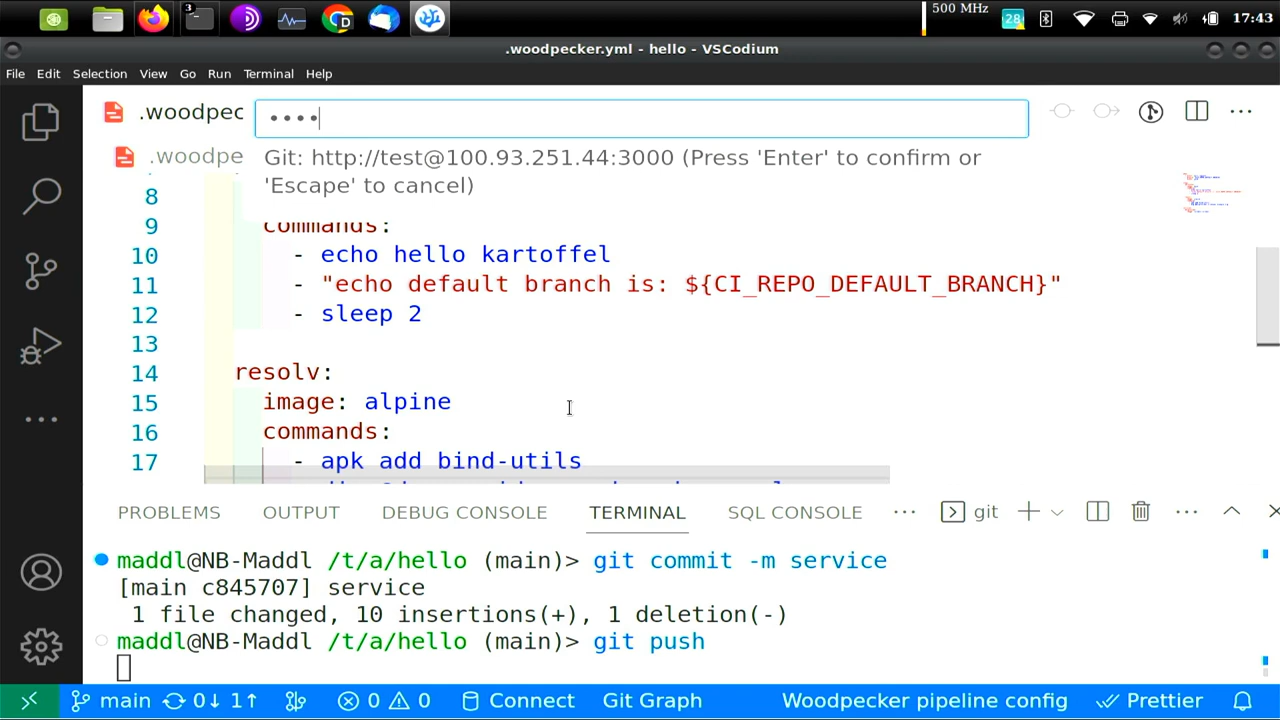 3
500 MHz
28
17:43
.woodpecker.yml - hello - VSCodium
File Edit Selection View Go Run Terminal Help
.woodpec
••••
.woodpe
Git: http://test@100.93.251.44:3000 (Press 'Enter' to confirm or
'Escape' to cancel)
8
9 commands:
10 - echo hello kartoffel
11 - "echo default branch is: ${CI_REPO_DEFAULT_BRANCH}"
12 - sleep 2
13
14 resolv:
15 image: alpine
16 commands:
17 - apk add bind-utils
PROBLEMS OUTPUT DEBUG CONSOLE TERMINAL SQL CONSOLE ··· git
maddl@NB-Maddl /t/a/hello (main)> git commit -m service
[main c845707] service
1 file changed, 10 insertions(+), 1 deletion(-)
maddl@NB-Maddl /t/a/hello (main)> git push
main 0↓ 1↑ 0 0 Connect Git Graph Woodpecker pipeline config Prettier